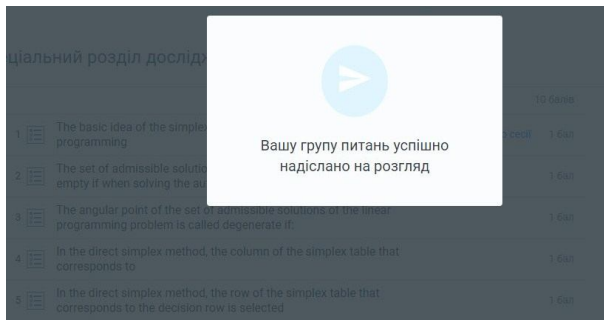 ціальний розділ дослідж
10 балів
1 The basic idea of the simplex
programming
1 бал
2 The set of admissible solutio
empty if when solving the au
1 бал
3 The angular point of the set of admissible solutions of the linear
programming problem is called degenerate if:
1 бал
4 In the direct simplex method, the column of the simplex table that
corresponds to
1 бал
5 In the direct simplex method, the row of the simplex table that
corresponds to the decision row is selected
1 бал
Вашу групу питань успішно
надіслано на розгляд